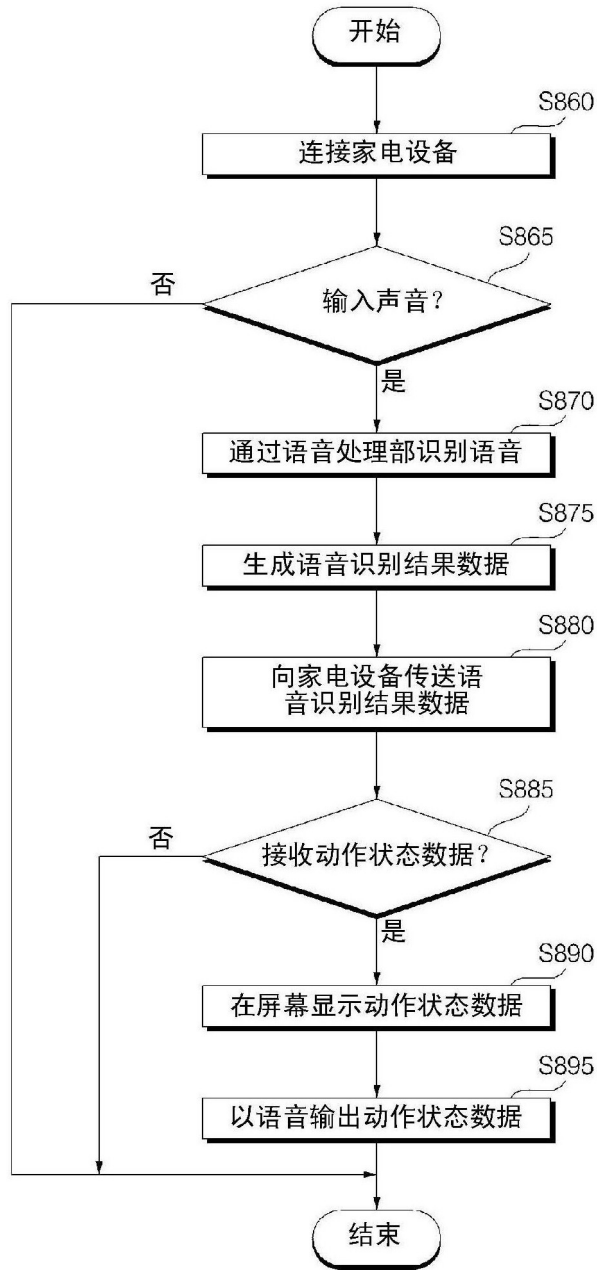 开始
S860
连接家电设备
S865
否
输入声音?
是
S870
通过语音处理部识别语音
S875
生成语音识别结果数据
S880
向家电设备传送语
音识别结果数据
S885
否
接收动作状态数据?
是
S890
在屏幕显示动作状态数据
S895
以语音输出动作状态数据
结束